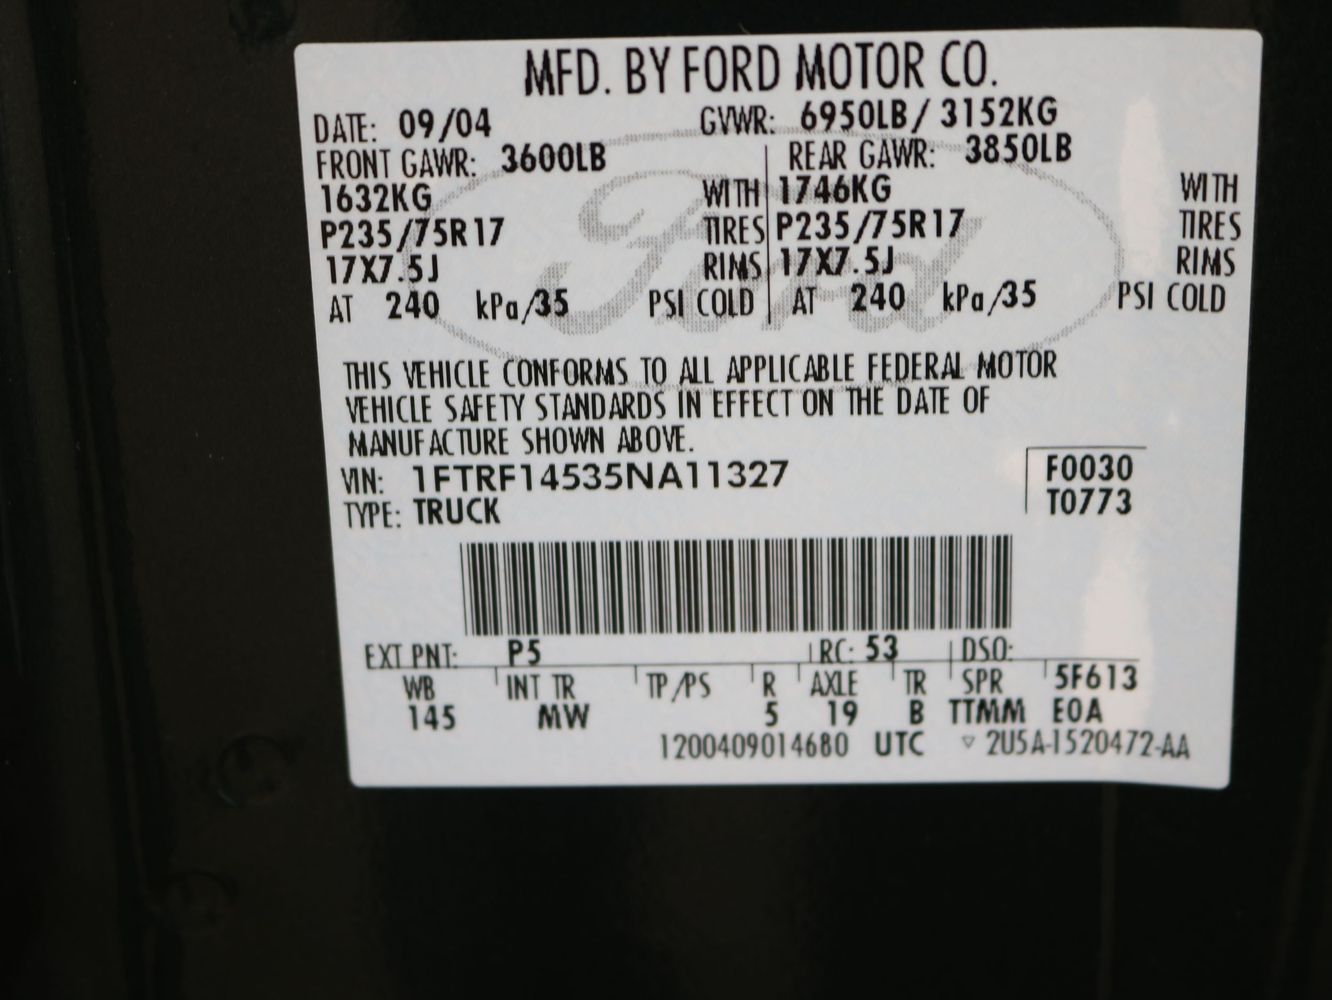 MFD. BY FORD MOTOR CO.
DATE: 09/04 GVWR: 6950LB/ 3152KG
FRONT GAWR: 3600LB REAR GAWR: 3850LB
1632KG WITH 1746KG WITH
P235/75R17 TIRES P235/75R17 TIRES
17X7.5J RIMS 17X7.5J RIMS
AT 240 kPa/35 PSI COLD AT 240 kPa/35 PSI COLD
Ford
THIS VEHICLE CONFORMS TO ALL APPLICABLE FEDERAL MOTOR
VEHICLE SAFETY STANDARDS IN EFFECT ON THE DATE OF
MANUFACTURE SHOWN ABOVE.
VIN: 1FTRF14535NA11327 F0030
TYPE: TRUCK T0773
EXT PNT: P5 RC: 53 DSO:
WB INT TR TP/PS R AXLE TR SPR 5F613
145 MW 5 19 B TTMM E0A
1200409014680 UTC ▽ 2U5A-1520472-AA